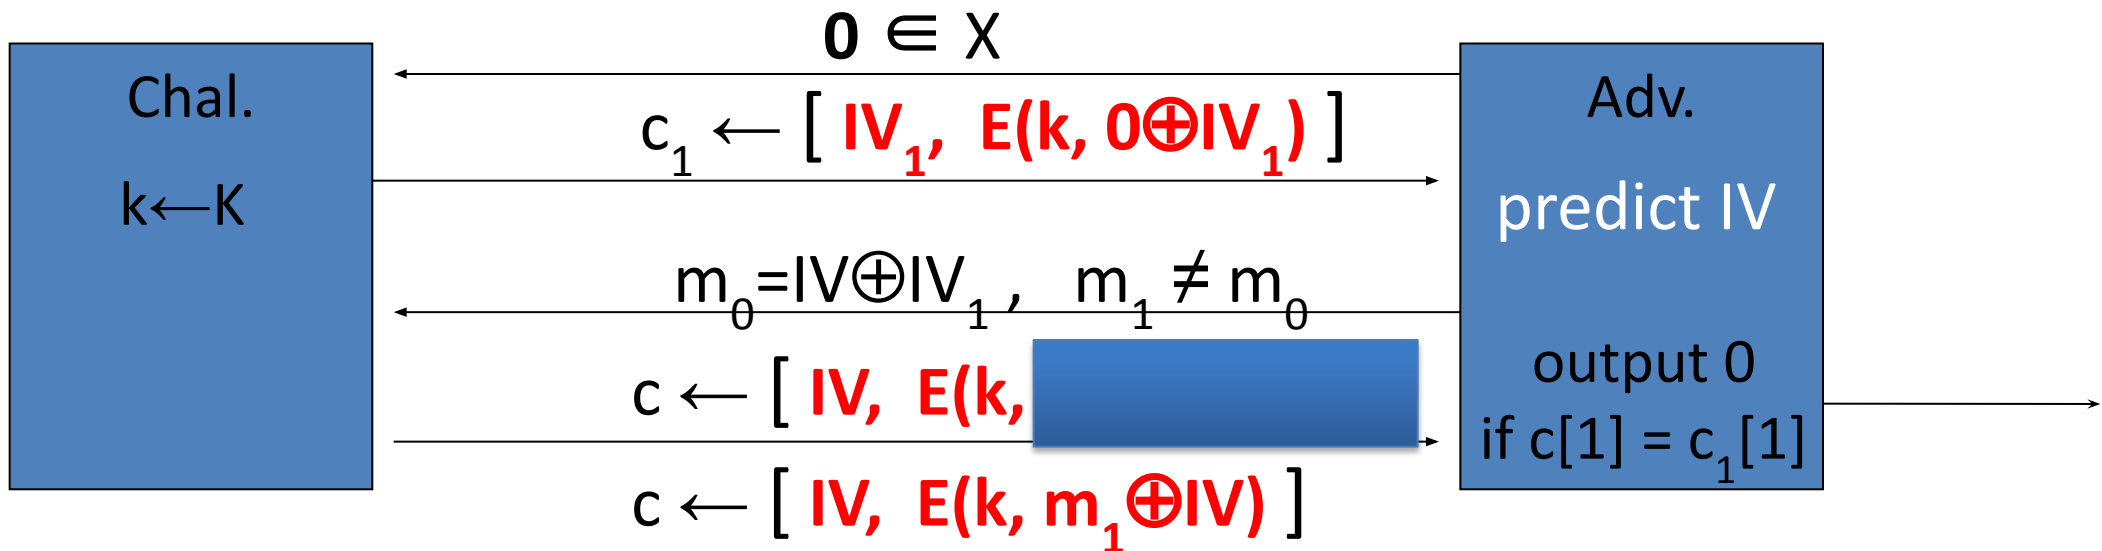 0 ∈ X
Chal.
k←K
c₁ ← [ IV₁, E(k, 0⊕IV₁) ]
m₀=IV⊕IV₁ , m₁ ≠ m₀
c ← [ IV, E(k,
c ← [ IV, E(k, m₁⊕IV) ]
Adv.
predict IV
output 0
if c[1] = c₁[1]